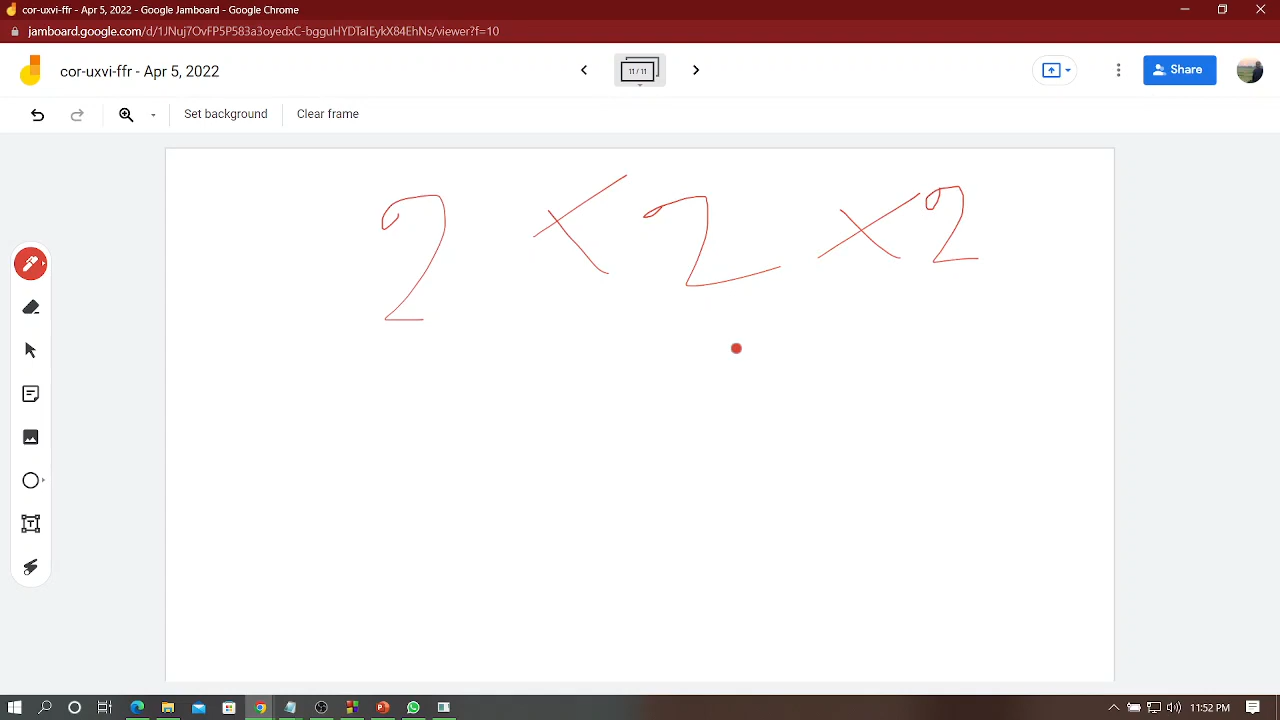 cor-uxvi-ffr - Apr 5, 2022 - Google Jamboard - Google Chrome
jamboard.google.com/d/1JNuj7OvFP5P583a3oyedxC-bgguHYDTaIEykX84EhNs/viewer?f=10
cor-uxvi-ffr - Apr 5, 2022
11 / 11
Share
Set background
Clear frame
2 × 2 × 2
11:52 PM